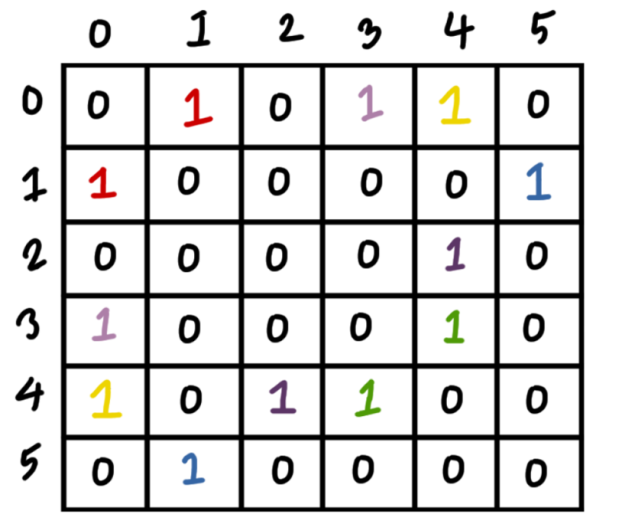 0 1 2 3 4 5
0 0 1 0 1 1 0
1 1 0 0 0 0 1
2 0 0 0 0 1 0
3 1 0 0 0 1 0
4 1 0 1 1 0 0
5 0 1 0 0 0 0